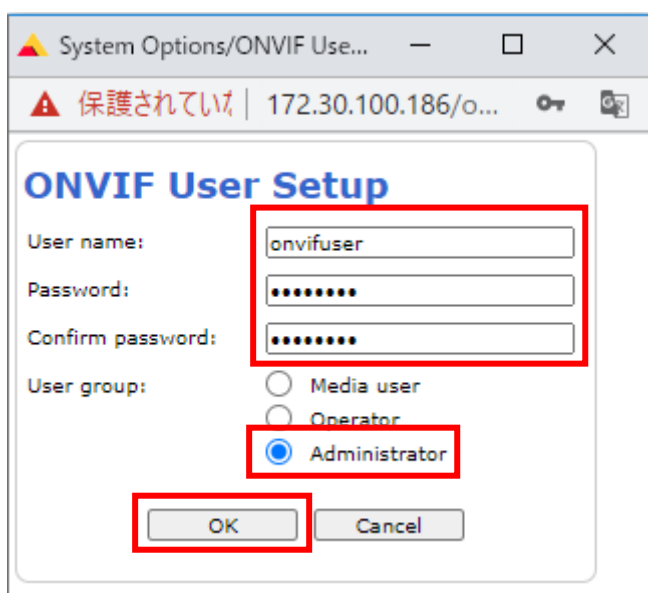 System Options/ONVIF Use...
保護されていな | 172.30.100.186/o...
ONVIF User Setup
User name: onvifuser
Password: ••••••••
Confirm password: ••••••••
User group: Media user
Operator
Administrator
OK Cancel